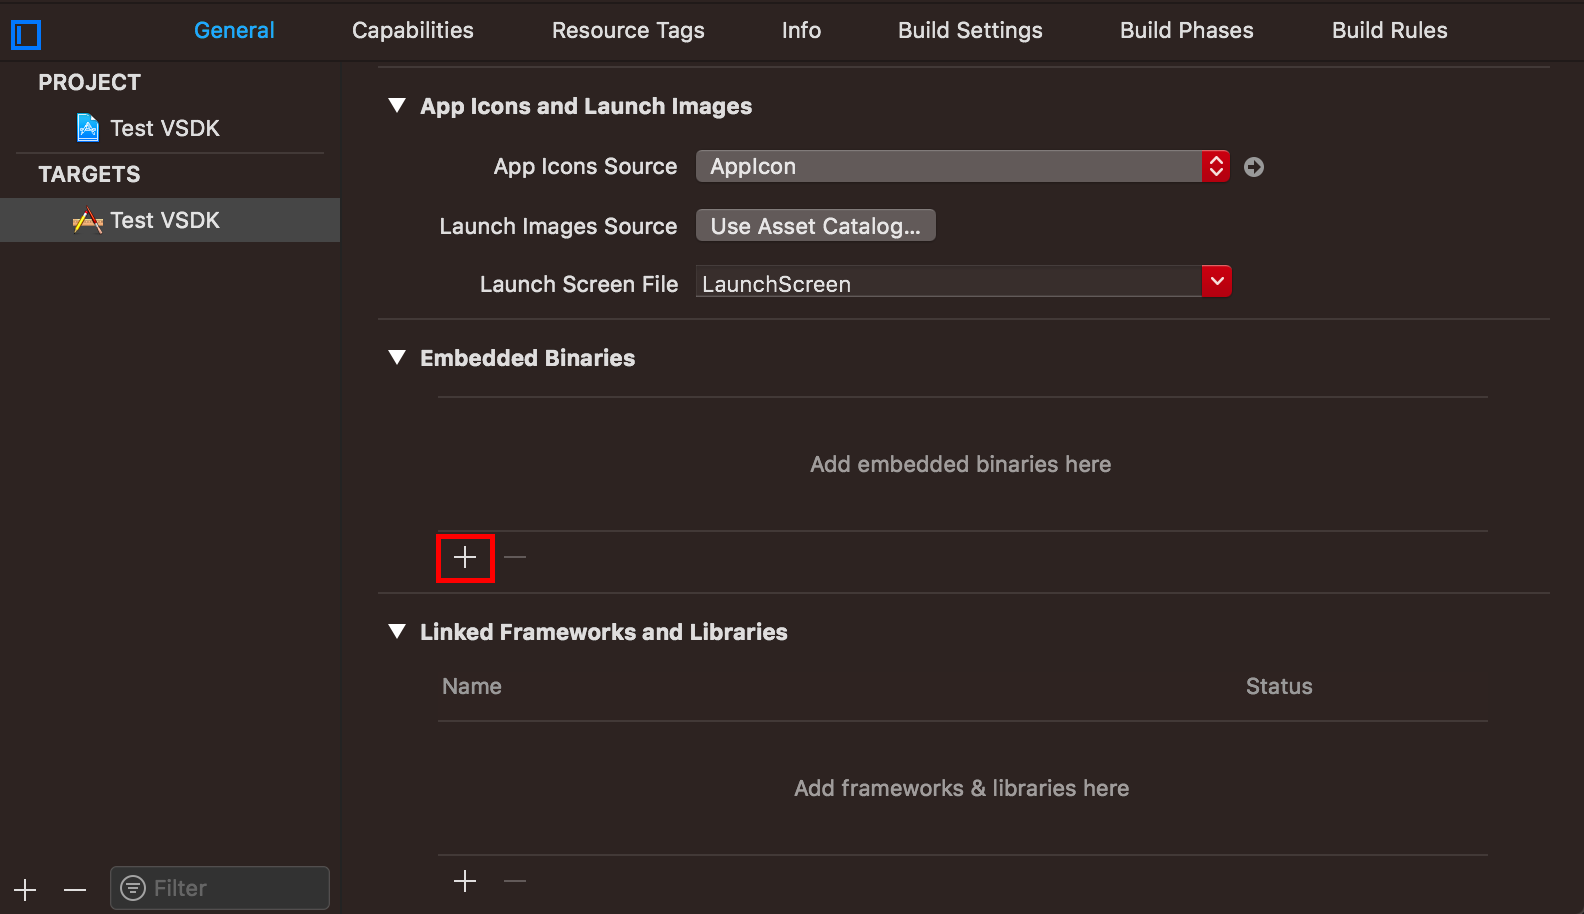 General Capabilities Resource Tags Info Build Settings Build Phases Build Rules
PROJECT
Test VSDK
TARGETS
Test VSDK
App Icons and Launch Images
App Icons Source AppIcon
Launch Images Source Use Asset Catalog...
Launch Screen File LaunchScreen
Embedded Binaries
Add embedded binaries here
Linked Frameworks and Libraries
Name Status
Add frameworks & libraries here
Filter